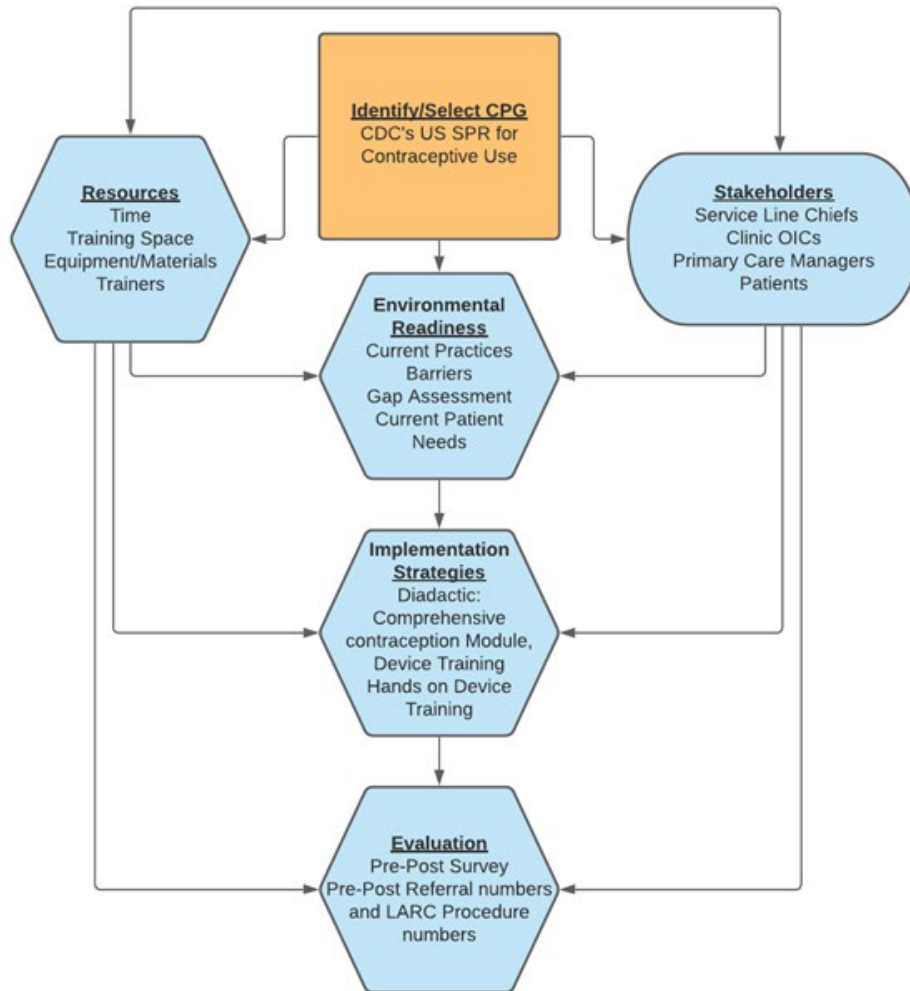 Identify/Select CPG
CDC's US SPR for
Contraceptive Use
Resources
Time
Training Space
Equipment/Materials
Trainers
Stakeholders
Service Line Chiefs
Clinic OICs
Primary Care Managers
Patients
Environmental
Readiness
Current Practices
Barriers
Gap Assessment
Current Patient
Needs
Implementation
Strategies
Diadactic:
Comprehensive
contraception Module,
Device Training
Hands on Device
Training
Evaluation
Pre-Post Survey
Pre-Post Referral numbers
and LARC Procedure
numbers